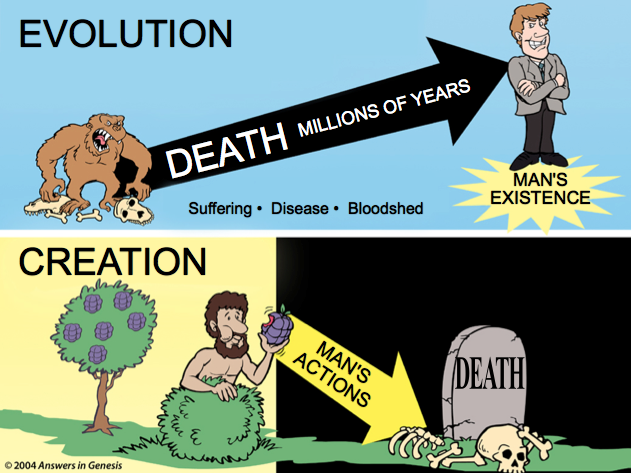 EVOLUTION
DEATH MILLIONS OF YEARS
Suffering • Disease • Bloodshed
MAN'S
EXISTENCE
CREATION
MAN'S
ACTIONS
DEATH
© 2004 Answers in Genesis